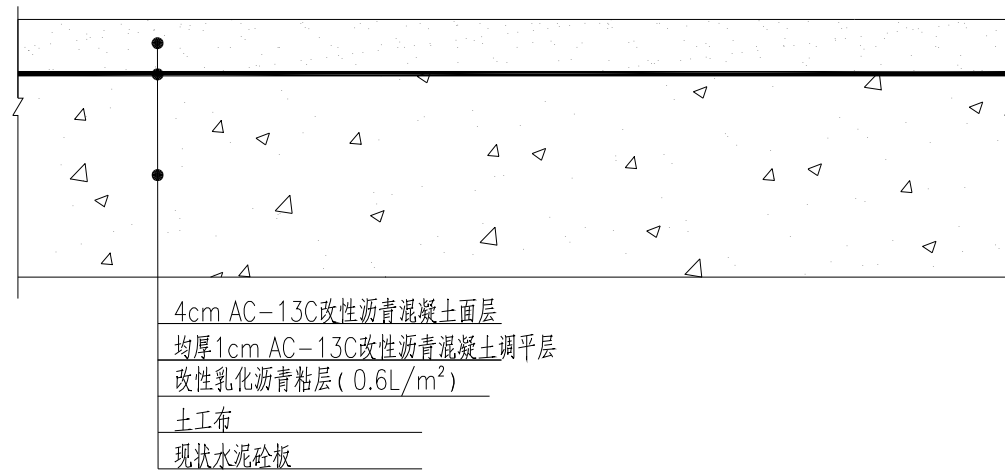 4cm AC-13C改性沥青混凝土面层
均厚1cm AC-13C改性沥青混凝土调平层
改性乳化沥青粘层(0.6L/m²)
土工布
现状水泥砼板